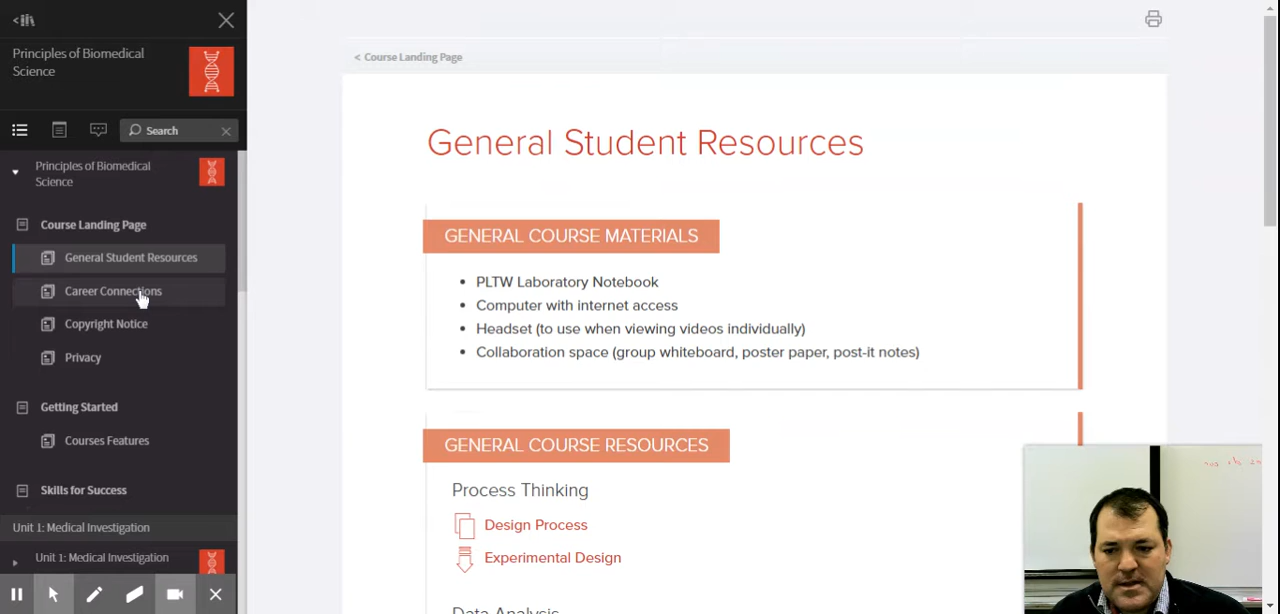 Principles of Biomedical
Science
Search
Principles of Biomedical
Science
Course Landing Page
General Student Resources
Career Connections
Copyright Notice
Privacy
Getting Started
Courses Features
Skills for Success
Unit 1: Medical Investigation
Unit 1: Medical Investigation
< Course Landing Page
General Student Resources
GENERAL COURSE MATERIALS
• PLTW Laboratory Notebook
• Computer with internet access
• Headset (to use when viewing videos individually)
• Collaboration space (group whiteboard, poster paper, post-it notes)
GENERAL COURSE RESOURCES
Process Thinking
Design Process
Experimental Design
Data Analysis